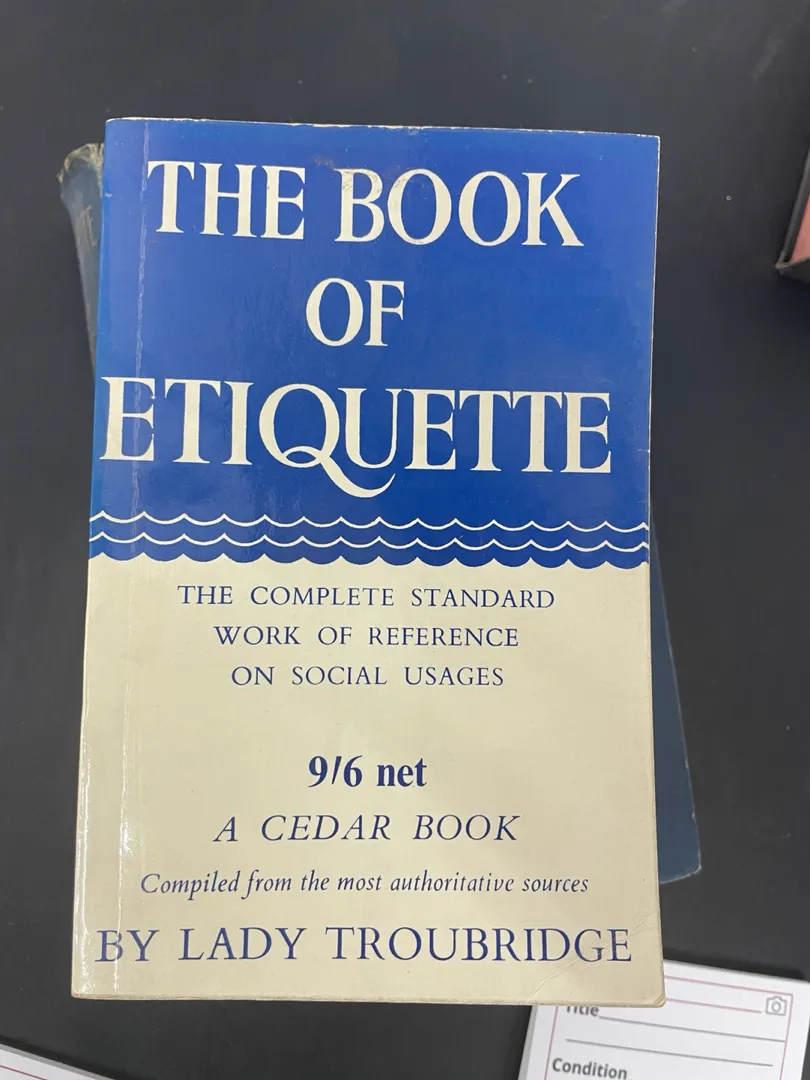 THE BOOK
OF
ETIQUETTE
THE COMPLETE STANDARD
WORK OF REFERENCE
ON SOCIAL USAGES
9/6 net
A CEDAR BOOK
Compiled from the most authoritative sources
BY LADY TROUBRIDGE
Title
Condition